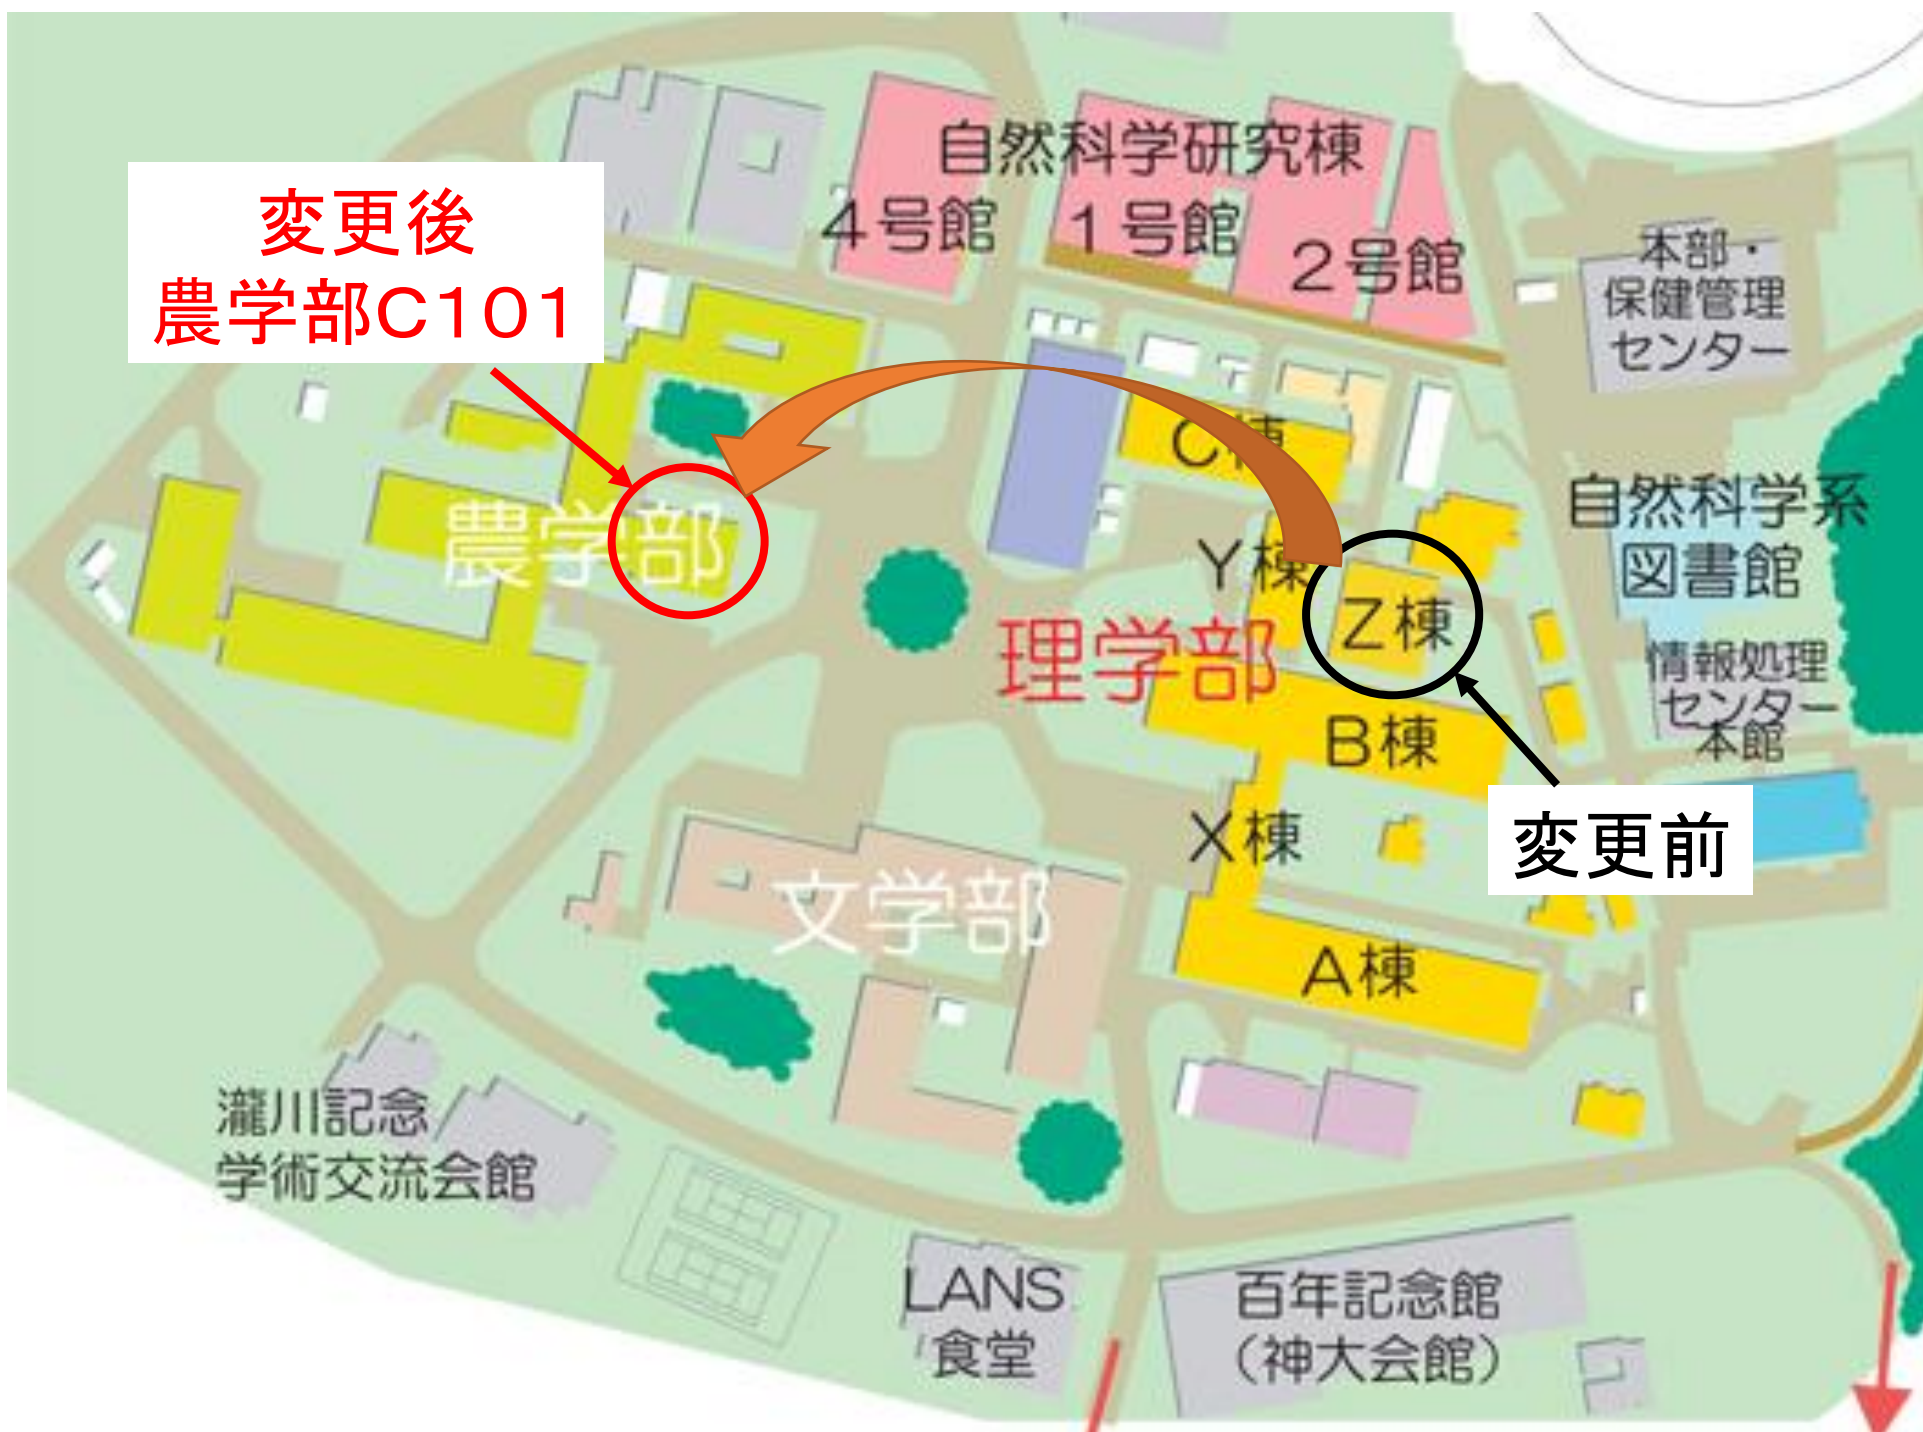 自然科学研究棟
4号館
1号館
2号館
変更後
農学部C101
本部・
保健管理
センター
C棟
自然科学系
図書館
農学部
Y棟
Z棟
理学部
情報処理
センター
本館
B棟
X棟
変更前
文学部
A棟
瀧川記念
学術交流会館
LANS
食堂
百年記念館
(神大会館)